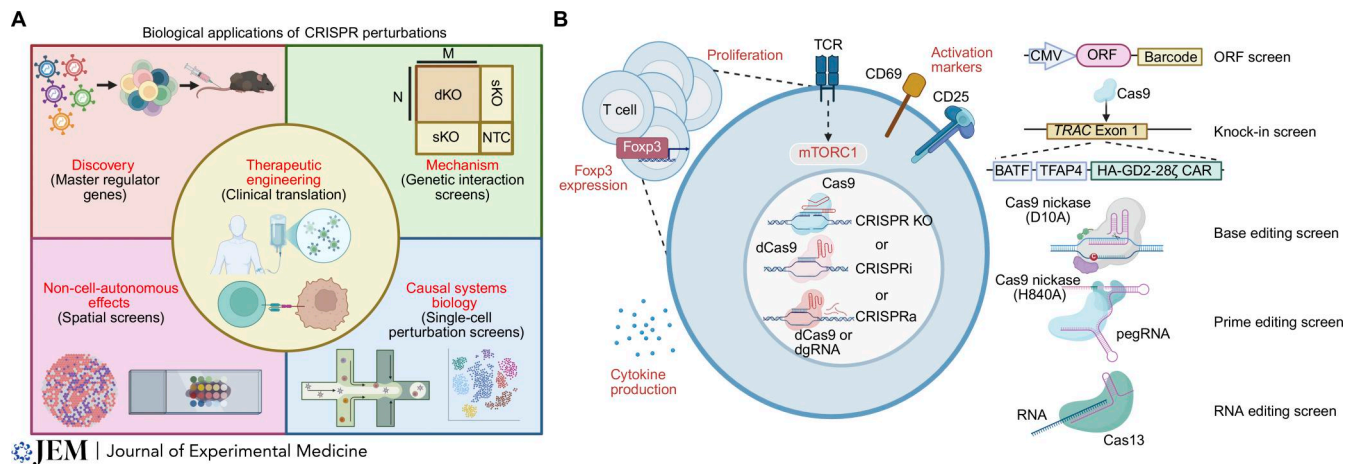 A
Biological applications of CRISPR perturbations
M
N
dKO
sKO
sKO
NTC
Discovery
(Master regulator
genes)
Therapeutic
engineering
(Clinical translation)
Mechanism
(Genetic interaction
screens)
Non-cell-autonomous
effects
(Spatial screens)
Causal systems
biology
(Single-cell
perturbation screens)
JEM | Journal of Experimental Medicine
B
Proliferation
TCR
Activation
markers
CD69
CD25
T cell
Foxp3
Foxp3
expression
mTORC1
Cas9
CRISPR KO
or
dCas9
CRISPRi
or
CRISPRa
dCas9 or
dgRNA
Cytokine
production
CMV
ORF
Barcode
ORF screen
Cas9
TRAC Exon 1
Knock-in screen
BATF
TFAP4
HA-GD2-28ζ CAR
Cas9 nickase
(D10A)
C
Base editing screen
Cas9 nickase
(H840A)
pegRNA
Prime editing screen
RNA
Cas13
RNA editing screen